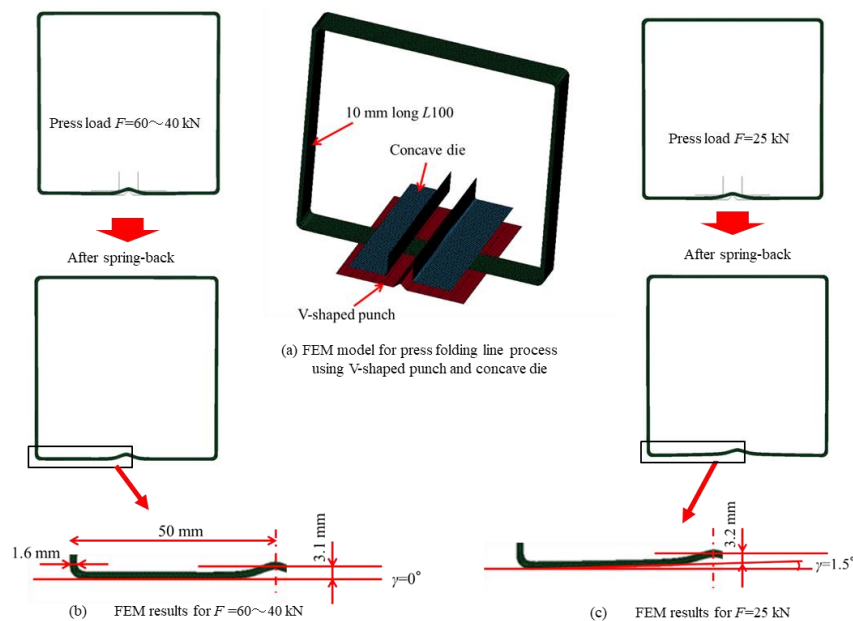 Press load F=60～40 kN
After spring-back
10 mm long L100
Concave die
V-shaped punch
(a) FEM model for press folding line process
using V-shaped punch and concave die
Press load F=25 kN
After spring-back
50 mm
1.6 mm
3.1 mm
γ=0°
(b) FEM results for F =60～40 kN
3.2 mm
γ=1.5°
(c) FEM results for F=25 kN